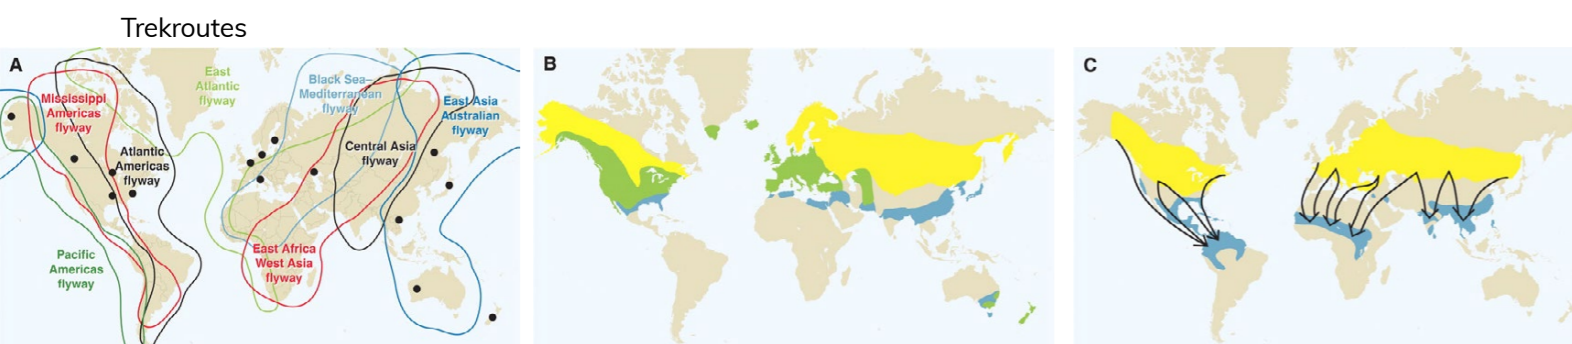 Trekroutes
A
Mississippi
Americas
flyway
Atlantic
Americas
flyway
Pacific
Americas
flyway
East
Atlantic
flyway
Black Sea–
Mediterranean
flyway
East Asia
Australian
flyway
Central Asia
flyway
East Africa
West Asia
flyway
B
C